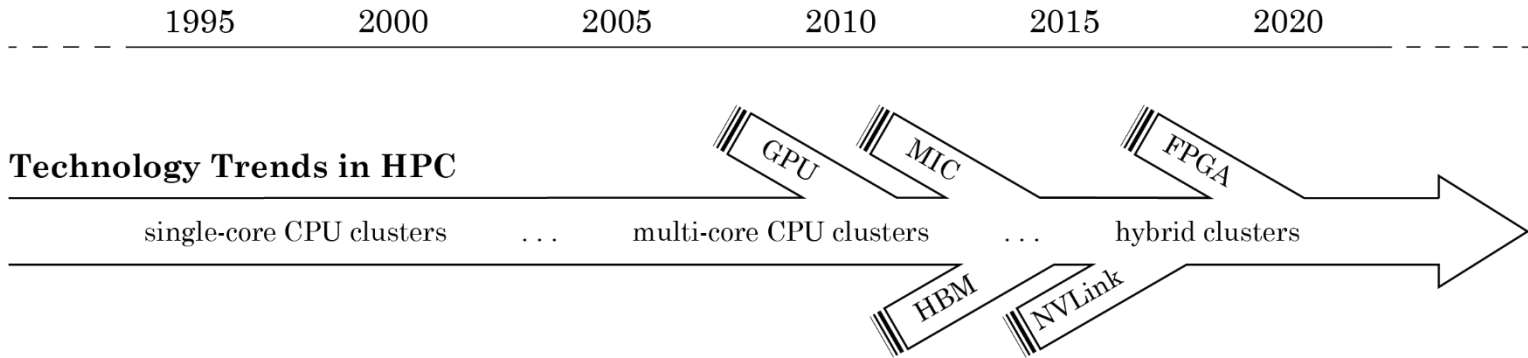 1995 2000 2005 2010 2015 2020
GPU MIC FPGA
Technology Trends in HPC
single-core CPU clusters ... multi-core CPU clusters ... hybrid clusters
HBM NVLink